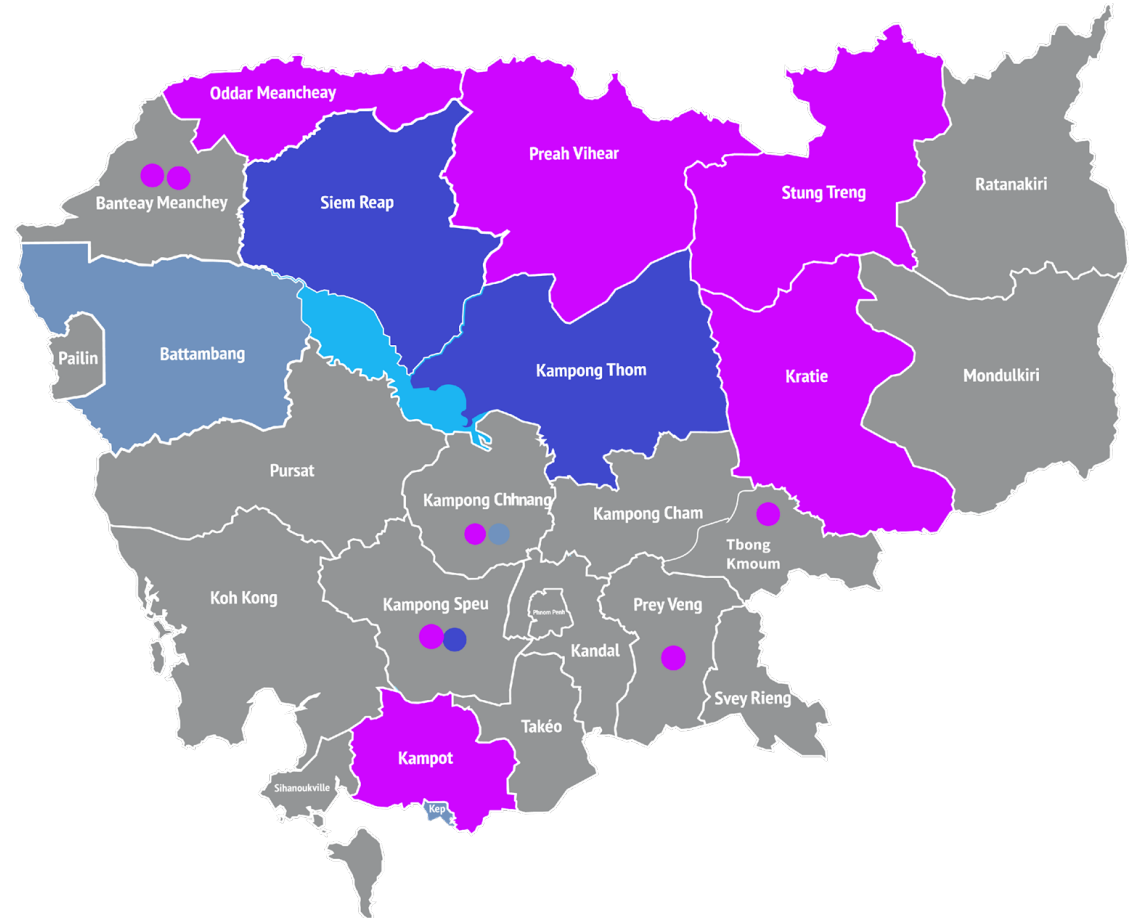 Oddar Meancheay
Preah Vihear
Stung Treng
Ratanakiri
Banteay Meanchey
Siem Reap
Pailin
Battambang
Kampong Thom
Kratie
Mondulkiri
Pursat
Kampong Chhnang
Kampong Cham
Tbong
Kmoum
Koh Kong
Kampong Speu
Phnom Penh
Prey Veng
Kandal
Svey Rieng
Takéo
Kampot
Sihanoukville
Kep